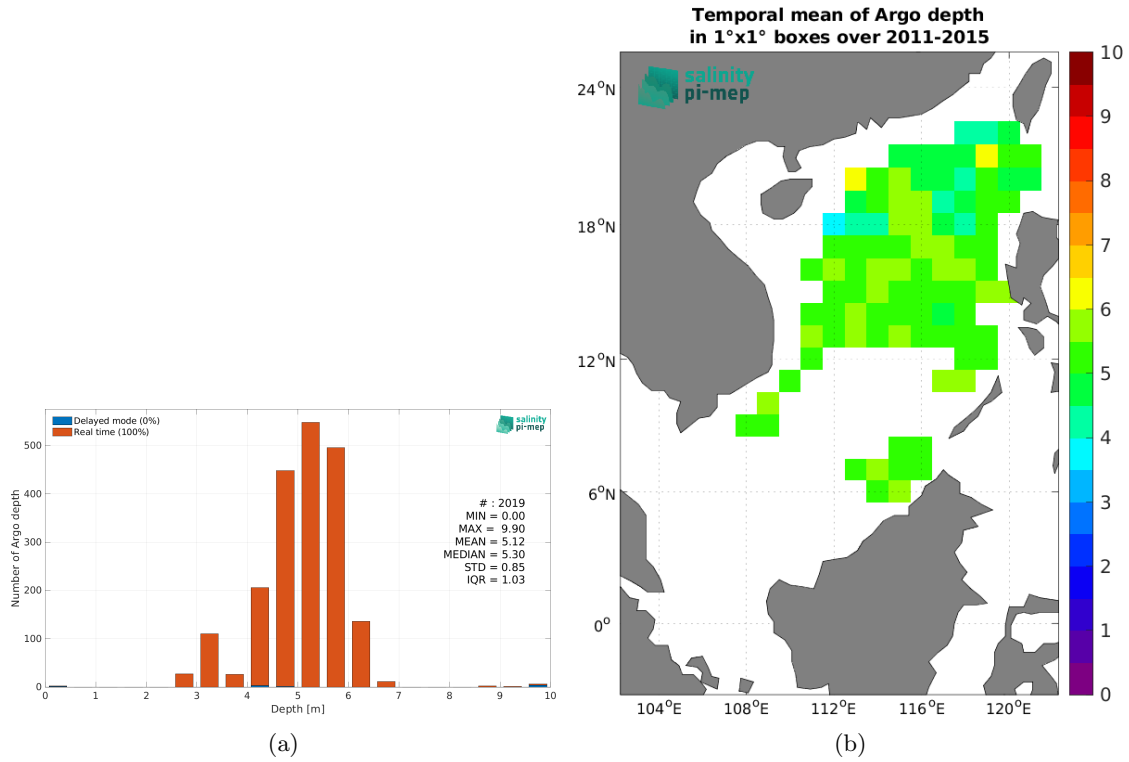 Temporal mean of Argo depth
in 1°x1° boxes over 2011-2015
salinity
pi-mep
24°N
18°N
12°N
6°N
0°
104°E
108°E
112°E
116°E
120°E
10
9
8
7
6
5
4
3
2
1
0
Delayed mode (0%)
Real time (100%)
salinity
pi-mep
# : 2019
MIN = 0.00
MAX = 9.90
MEAN = 5.12
MEDIAN = 5.30
STD = 0.85
IQR = 1.03
Number of Argo depth
500
400
300
200
100
0
0 1 2 3 4 5 6 7 8 9 10
Depth [m]
(a)
(b)